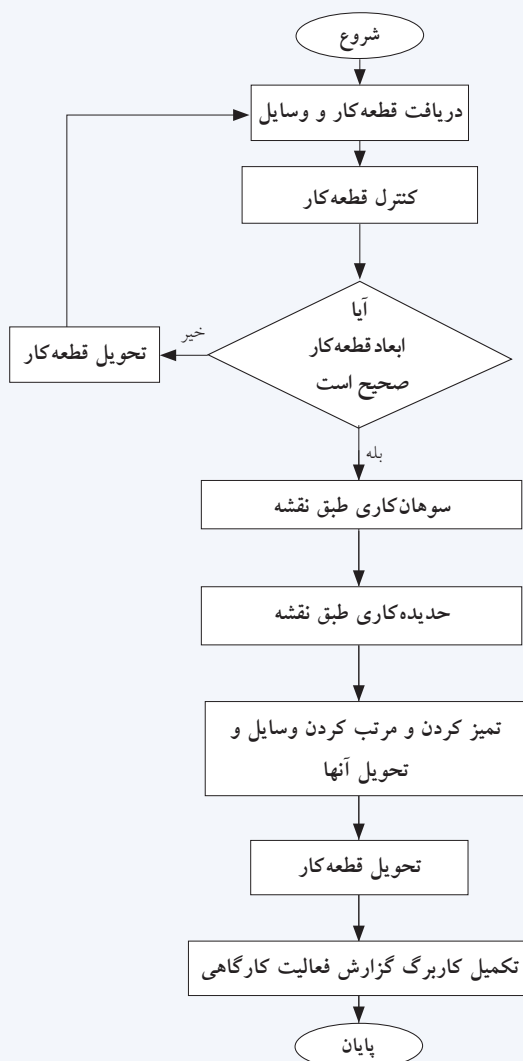 شروع
دریافت قطعه‌کار و وسایل
کنترل قطعه‌کار
آیا
ابعاد قطعه‌کار
صحیح است
خیر
تحویل قطعه‌کار
بله
سوهان‌کاری طبق نقشه
حدیده‌کاری طبق نقشه
تمیز کردن و مرتب کردن وسایل و
تحویل آنها
تحویل قطعه‌کار
تکمیل کاربرگ گزارش فعالیت کارگاهی
پایان